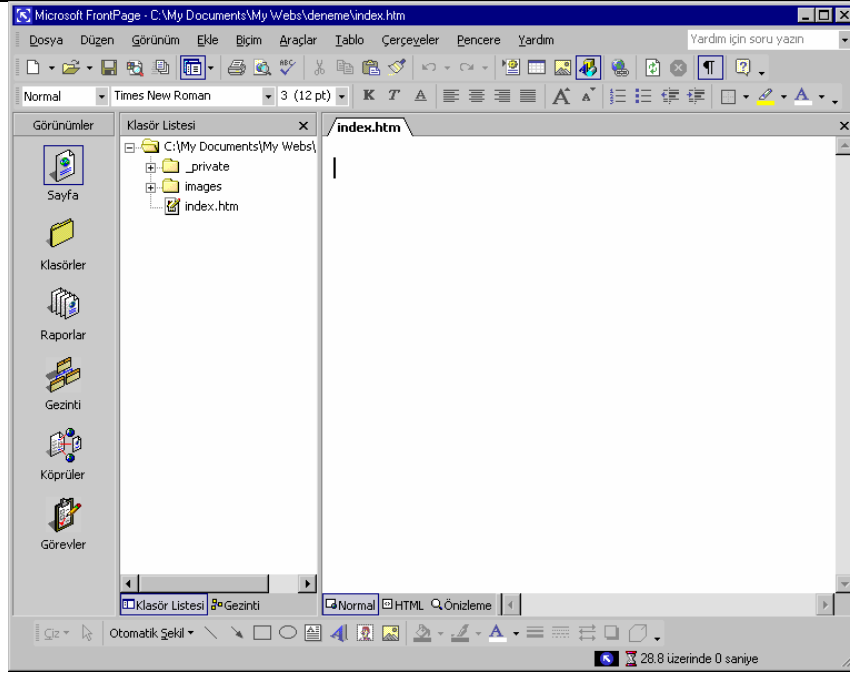 Microsoft FrontPage - C:\My Documents\My Webs\deneme\index.htm
Dosya Düzen Görünüm Ekle Biçim Araçlar Tablo Çerçeveler Pencere Yardım Yardım için soru yazın
Normal Times New Roman 3 (12 pt) K T A A A A
Görünümler Klasör Listesi index.htm
C:\My Documents\My Webs\
_private
images
index.htm
Sayfa
Klasörler
Raporlar
Gezinti
Köprüler
Görevler
Klasör Listesi Gezinti Normal HTML Önizleme
Çiz Otomatik Şekil A A
28.8 üzerinde 0 saniye